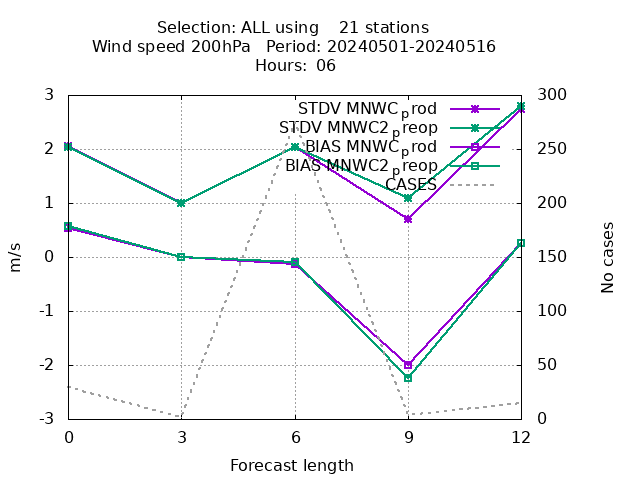 Selection: ALL using    21 stations
Wind speed 200hPa   Period: 20240501-20240516
Hours:  06
3
2
1
0
-1
-2
-3
300
250
200
150
100
50
0
STDV MNWC_prod
STDV MNWC2_preop
BIAS MNWC_prod
BIAS MNWC2_preop
CASES
m/s
No cases
0
3
6
9
12
Forecast length